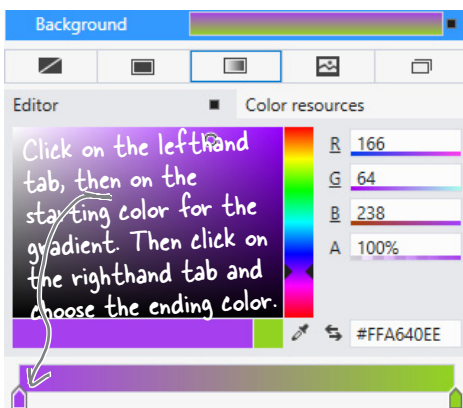 Background
Editor
Color resources
Click on the lefthand
tab, then on the
starting color for the
gradient. Then click on
the righthand tab and
choose the ending color.
R 166
G 64
B 238
A 100%
#FFA640EE